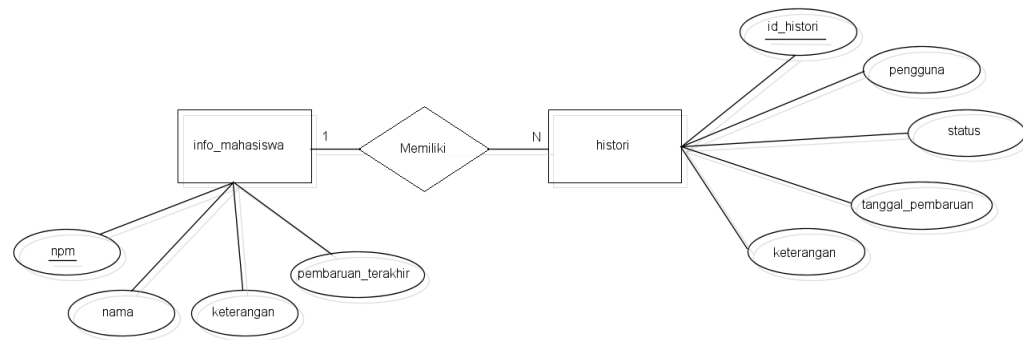 id_histori
pengguna
status
tanggal_pembaruan
keterangan
info_mahasiswa
1
Memiliki
N
histori
npm
nama
keterangan
pembaruan_terakhir